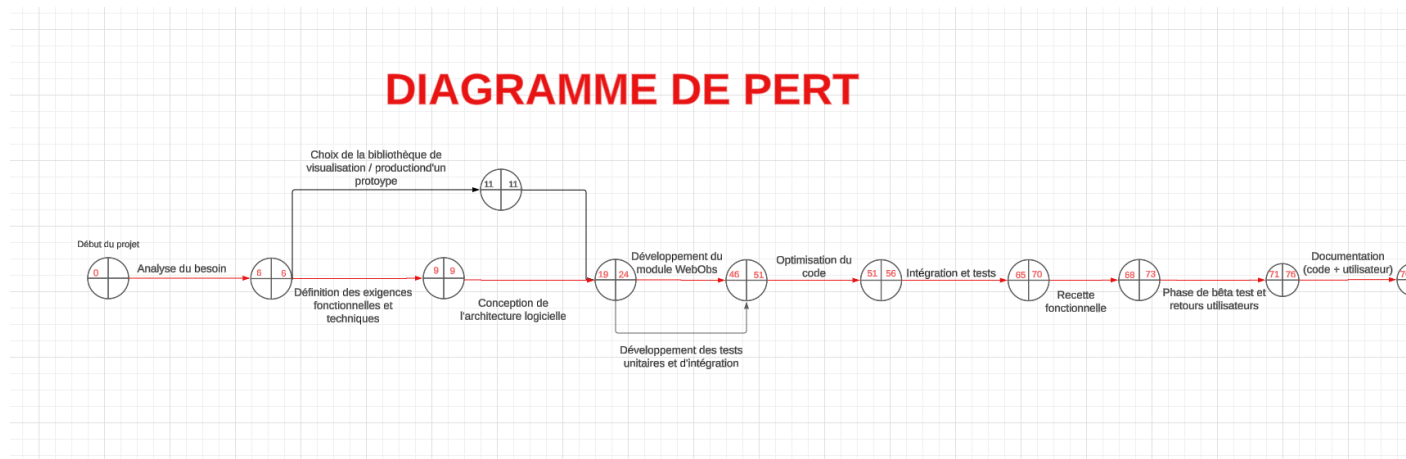 DIAGRAMME DE PERT
Choix de la bibliothèque de
visualisation / productiond'un
protoype
11 11
Début du projet
0
Analyse du besoin
6 6
Définition des exigences
fonctionnelles et
techniques
9 9
Conception de
l'architecture logicielle
19 24
Développement du
module WebObs
Développement des tests
unitaires et d'intégration
46 51
Optimisation du
code
51 56
Intégration et tests
65 70
Recette
fonctionnelle
68 73
Phase de bêta test et
retours utilisateurs
71 76
Documentation
(code + utilisateur)